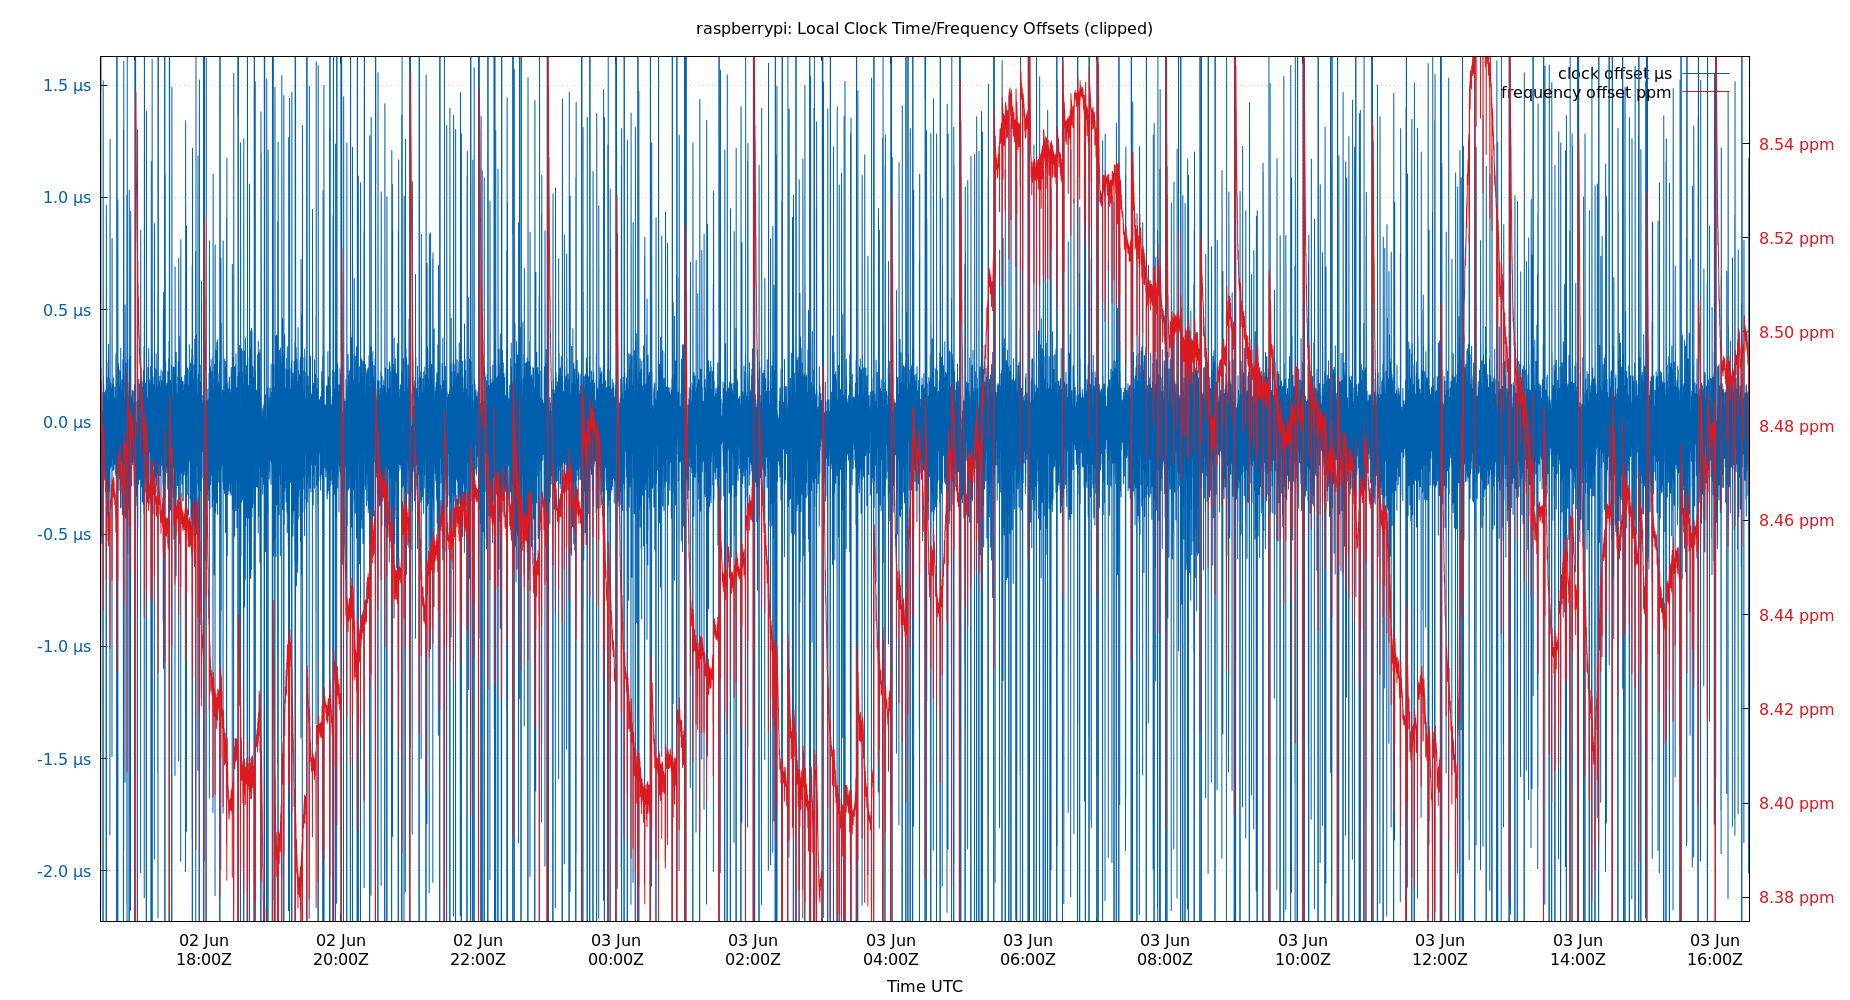 raspberrypi: Local Clock Time/Frequency Offsets (clipped)
clock offset µs
frequency offset ppm
1.5 µs
1.0 µs
0.5 µs
0.0 µs
-0.5 µs
-1.0 µs
-1.5 µs
-2.0 µs
8.54 ppm
8.52 ppm
8.50 ppm
8.48 ppm
8.46 ppm
8.44 ppm
8.42 ppm
8.40 ppm
8.38 ppm
02 Jun 02 Jun 02 Jun 03 Jun 03 Jun 03 Jun 03 Jun 03 Jun 03 Jun 03 Jun 03 Jun 03 Jun
18:00Z 20:00Z 22:00Z 00:00Z 02:00Z 04:00Z 06:00Z 08:00Z 10:00Z 12:00Z 14:00Z 16:00Z
Time UTC